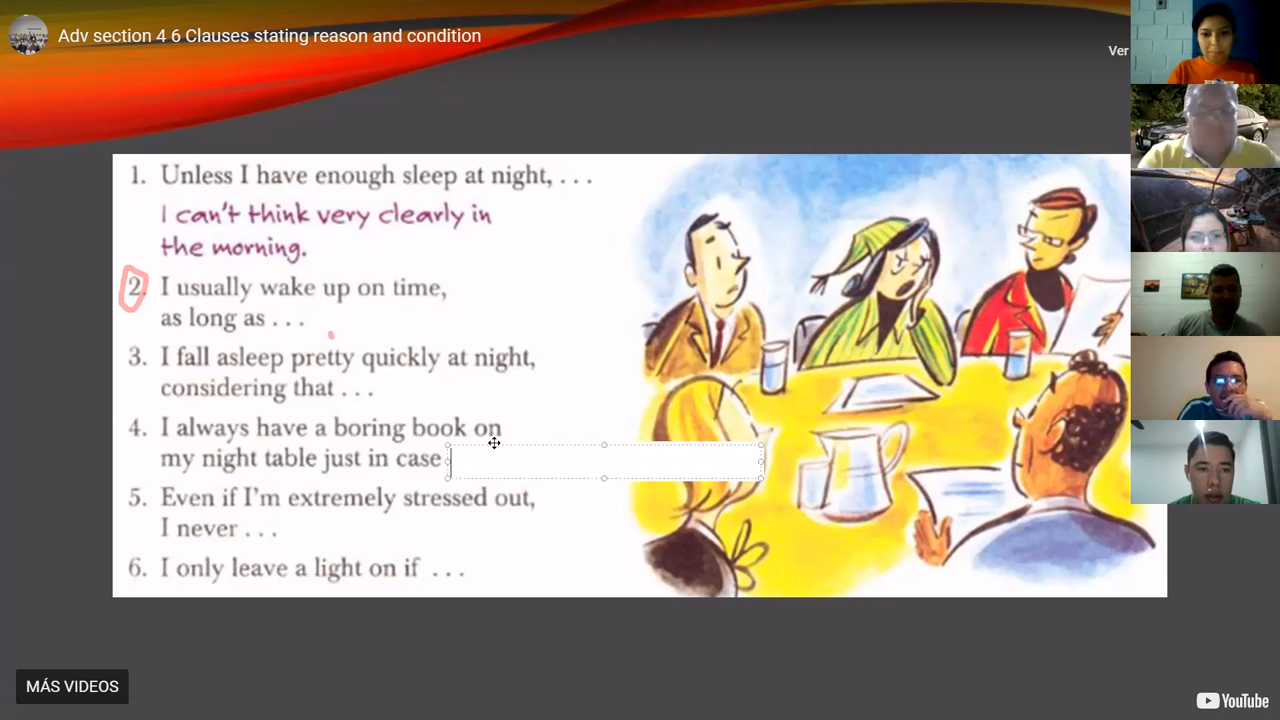 Adv section 4 6 Clauses stating reason and condition
Ver
1. Unless I have enough sleep at night, . . .
I can't think very clearly in
the morning.
2. I usually wake up on time,
as long as . . .
3. I fall asleep pretty quickly at night,
considering that . . .
4. I always have a boring book on
my night table just in case
5. Even if I'm extremely stressed out,
I never . . .
6. I only leave a light on if . . .
MÁS VIDEOS
YouTube